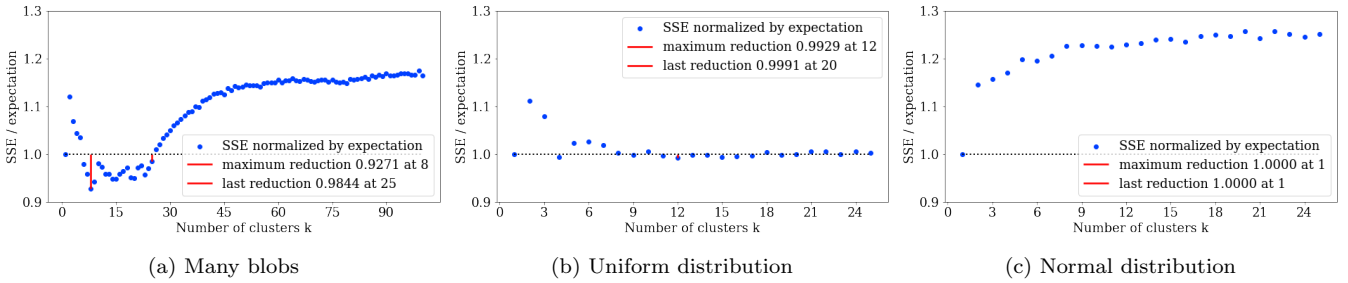 SSE / expectation
1.3
1.2
1.1
1.0
0.9
SSE normalized by expectation
maximum reduction 0.9271 at 8
last reduction 0.9844 at 25
0 15 30 45 60 75 90
Number of clusters k
(a) Many blobs
SSE / expectation
1.3
1.2
1.1
1.0
0.9
SSE normalized by expectation
maximum reduction 0.9929 at 12
last reduction 0.9991 at 20
0 3 6 9 12 15 18 21 24
Number of clusters k
(b) Uniform distribution
SSE / expectation
1.3
1.2
1.1
1.0
0.9
SSE normalized by expectation
maximum reduction 1.0000 at 1
last reduction 1.0000 at 1
0 3 6 9 12 15 18 21 24
Number of clusters k
(c) Normal distribution